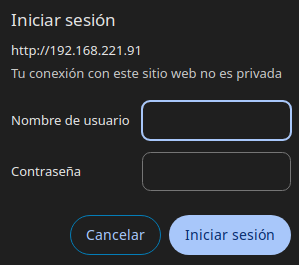 Iniciar sesión
http://192.168.221.91
Tu conexión con este sitio web no es privada
Nombre de usuario
Contraseña
Cancelar
Iniciar sesión